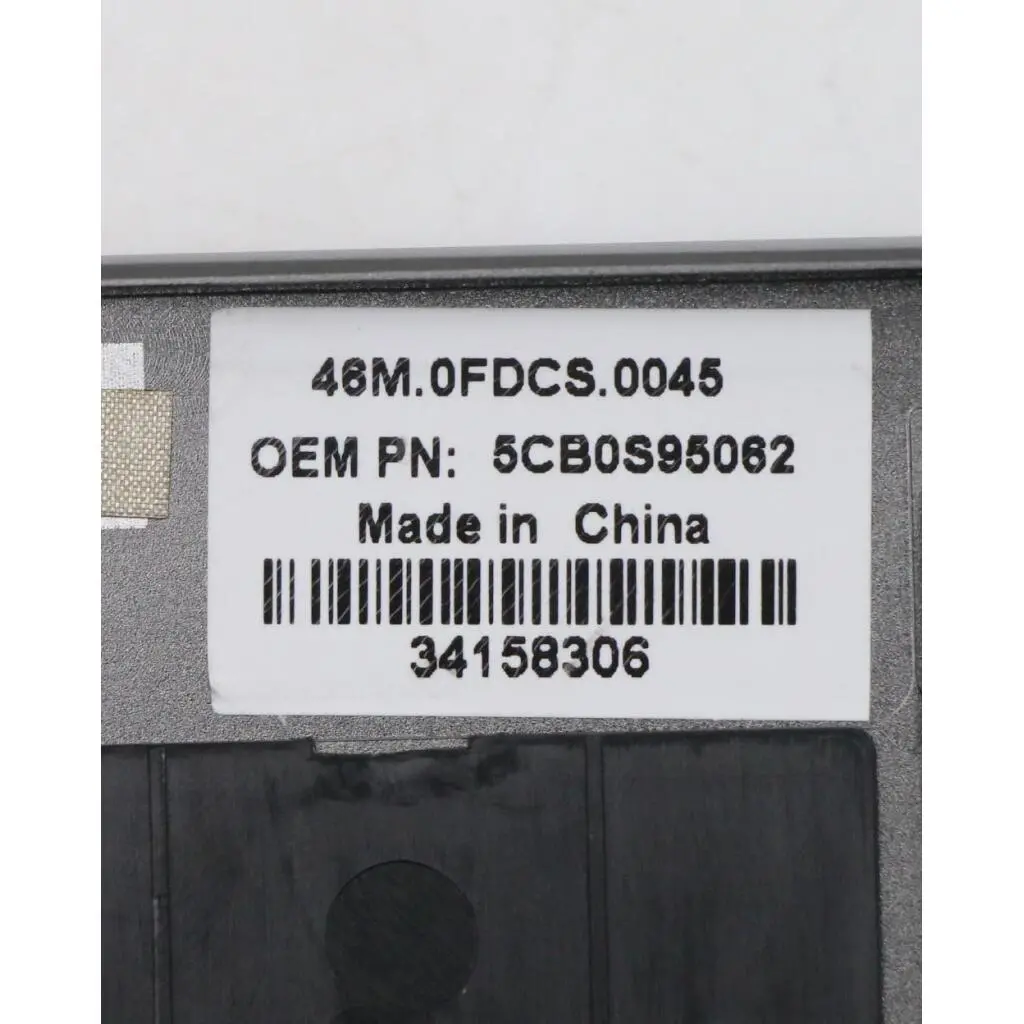 46M.0FDCS.0045
OEM PN: 5CB0S95062
Made in China
34158306